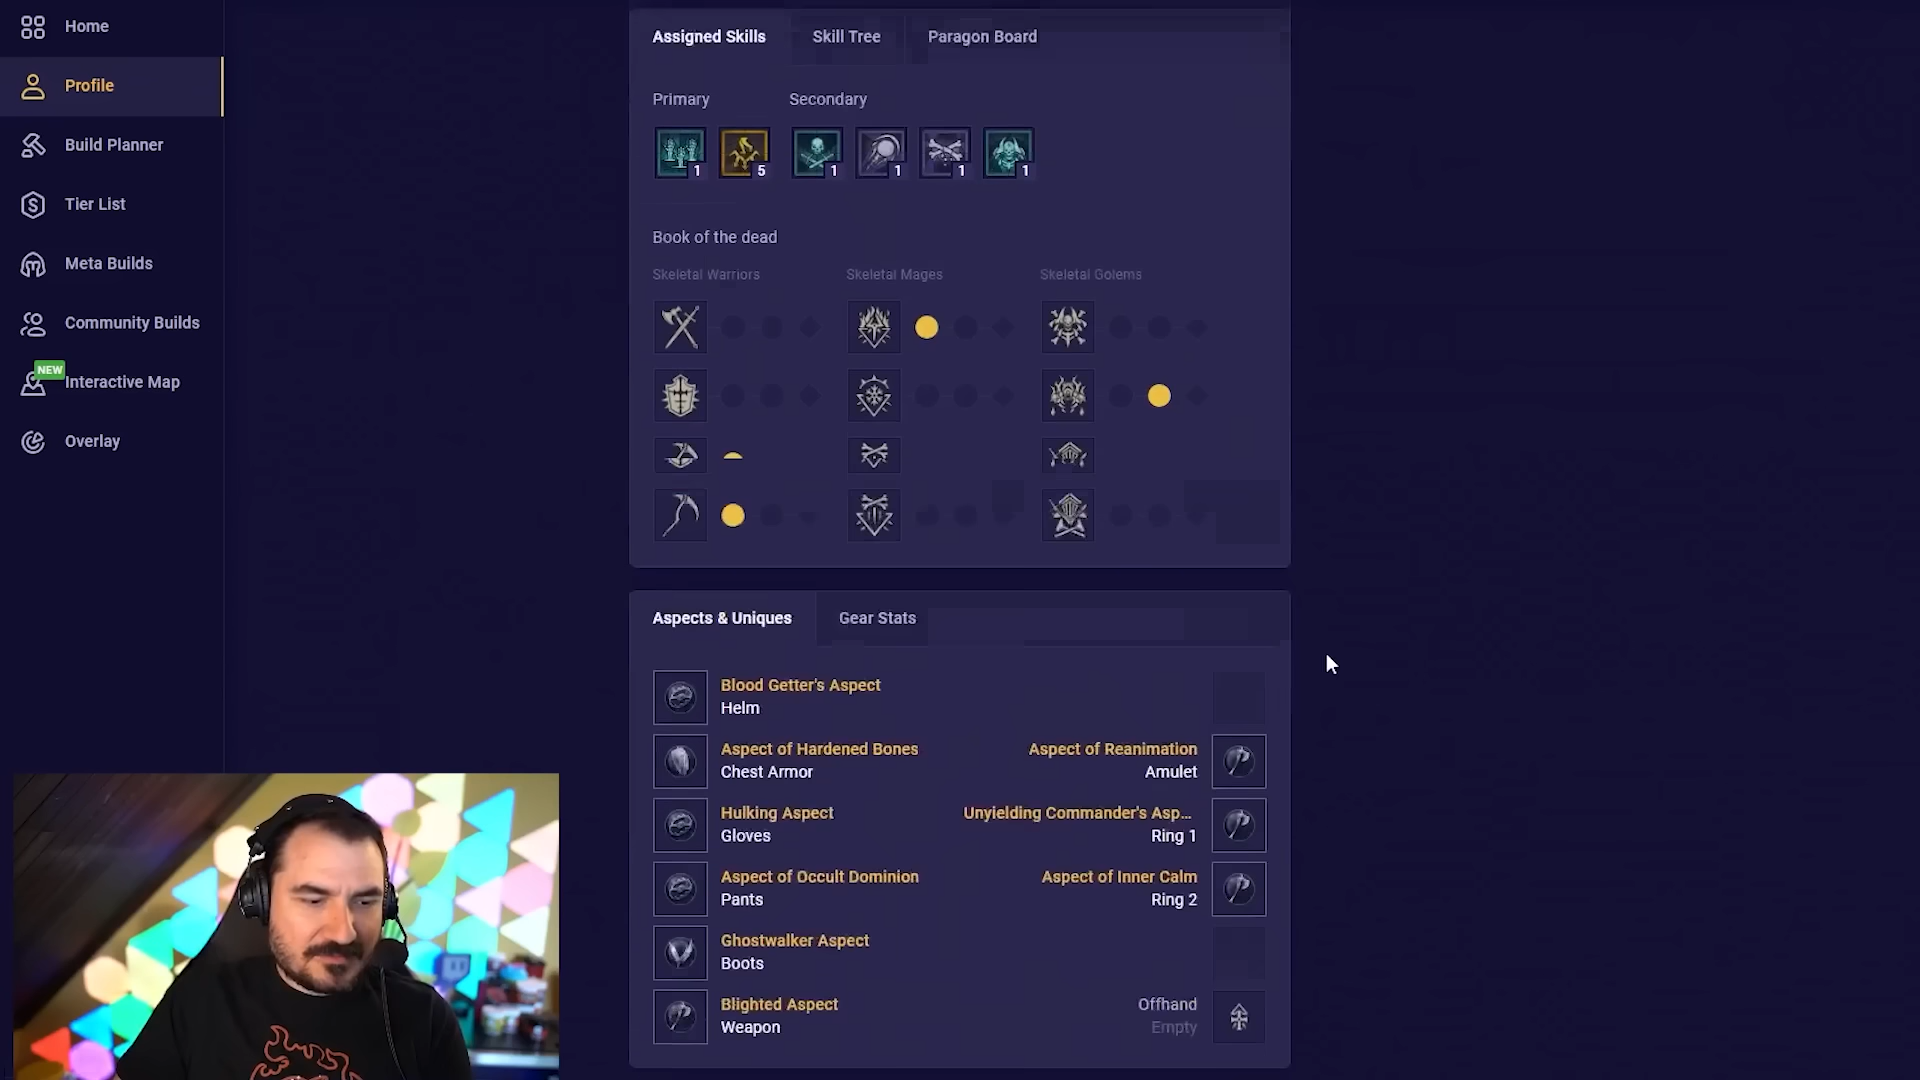 Home
Profile
Build Planner
Tier List
Meta Builds
Community Builds
NEW
Interactive Map
Overlay
Assigned Skills
Skill Tree
Paragon Board
Primary
Secondary
1
5
1
1
1
1
Book of the dead
Skeletal Warriors
Skeletal Mages
Skeletal Golems
Aspects & Uniques
Gear Stats
Blood Getter's Aspect
Helm
Aspect of Hardened Bones
Chest Armor
Aspect of Reanimation
Amulet
Hulking Aspect
Gloves
Unyielding Commander's Asp...
Ring 1
Aspect of Occult Dominion
Pants
Aspect of Inner Calm
Ring 2
Ghostwalker Aspect
Boots
Blighted Aspect
Weapon
Offhand
Empty